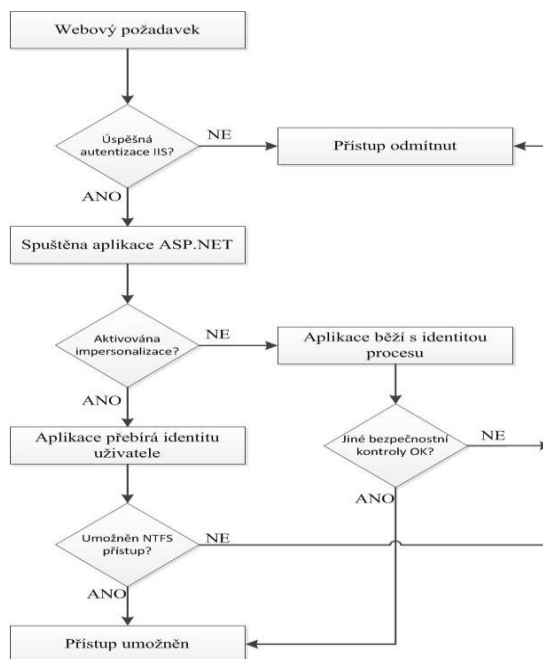 Webový požadavek
Úspěšná
autentizace IIS?
NE
Přístup odmítnut
ANO
Spuštěna aplikace ASP.NET
Aktivována
impersonalizace?
NE
Aplikace běží s identitou
procesu
ANO
Aplikace přebírá identitu
uživatele
Jiné bezpečnostní
kontroly OK?
NE
ANO
Umožněn NTFS
přístup?
NE
ANO
Přístup umožněn